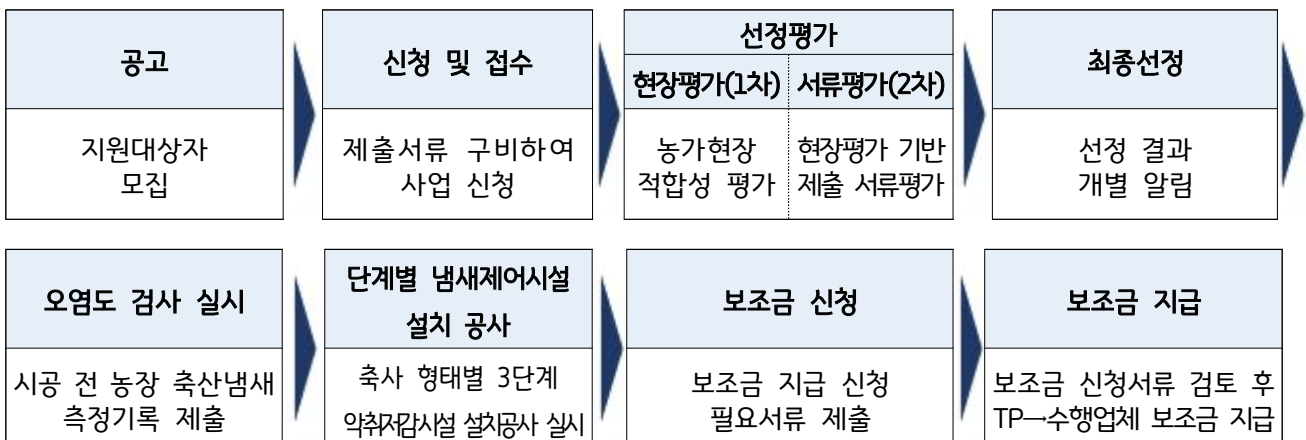 공고
지원대상자
모집
신청 및 접수
제출서류 구비하여
사업 신청
선정평가
현장평가(1차)
서류평가(2차)
농가현장
적합성 평가
현장평가 기반
제출 서류평가
최종선정
선정 결과
개별 알림
오염도 검사 실시
시공 전 농장 축산냄새
측정기록 제출
단계별 냄새제어시설
설치 공사
축사 형태별 3단계
악취저감시설 설치공사 실시
보조금 신청
보조금 지급 신청
필요서류 제출
보조금 지급
보조금 신청서류 검토 후
TP→수행업체 보조금 지급